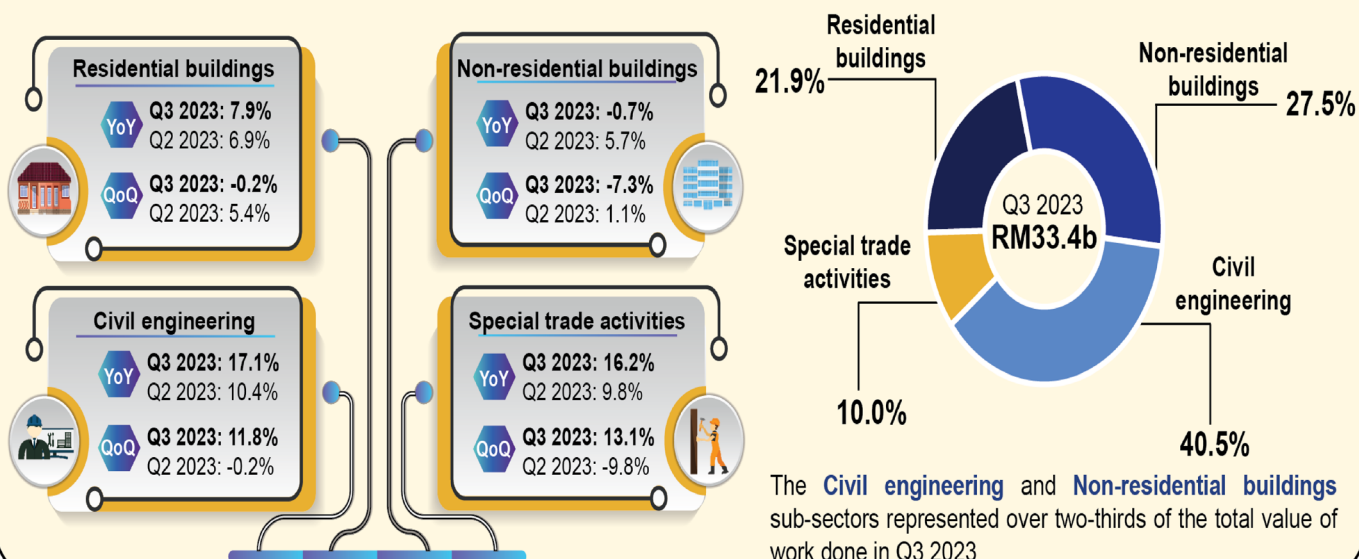 Residential buildings
YoY
Q3 2023: 7.9%
Q2 2023: 6.9%
QoQ
Q3 2023: -0.2%
Q2 2023: 5.4%
Non-residential buildings
YoY
Q3 2023: -0.7%
Q2 2023: 5.7%
QoQ
Q3 2023: -7.3%
Q2 2023: 1.1%
Civil engineering
YoY
Q3 2023: 17.1%
Q2 2023: 10.4%
QoQ
Q3 2023: 11.8%
Q2 2023: -0.2%
Special trade activities
YoY
Q3 2023: 16.2%
Q2 2023: 9.8%
QoQ
Q3 2023: 13.1%
Q2 2023: -9.8%
Residential
buildings
21.9%
Non-residential
buildings
27.5%
Q3 2023
RM33.4b
Special trade
activities
10.0%
Civil
engineering
40.5%
The Civil engineering and Non-residential buildings
sub-sectors represented over two-thirds of the total value of
work done in Q3 2023